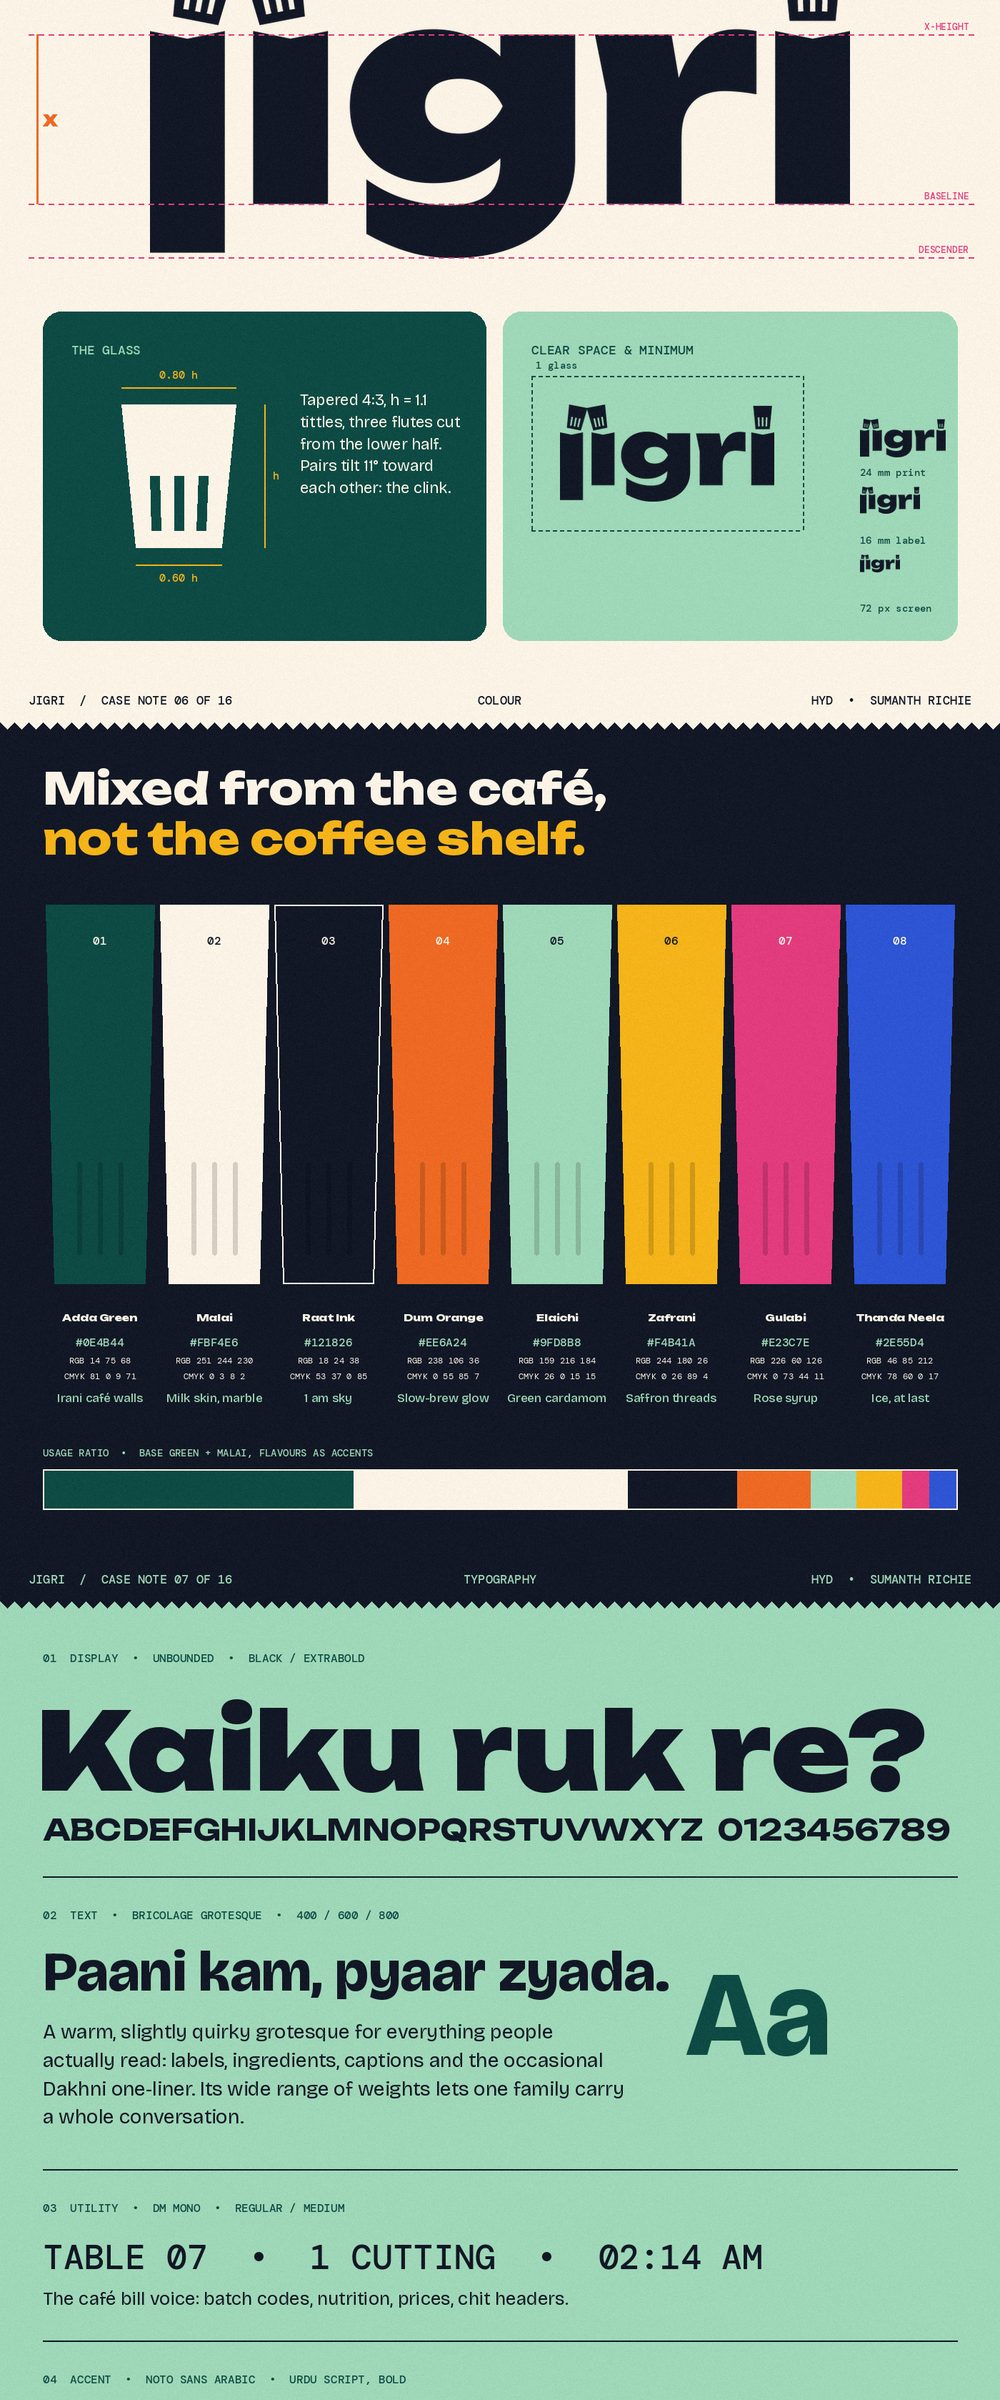 jigri
X-HEIGHT
x
BASELINE
DESCENDER
THE GLASS
0.80 h
h
0.60 h
Tapered 4:3, h = 1.1
tittles, three flutes cut
from the lower half.
Pairs tilt 11° toward
each other: the clink.
CLEAR SPACE & MINIMUM
1 glass
jigri
jigri
24 mm print
jigri
16 mm label
jigri
72 px screen
JIGRI / CASE NOTE 06 OF 16 COLOUR HYD • SUMANTH RICHIE
Mixed from the café,
not the coffee shelf.
01 02 03 04 05 06 07 08
Adda Green Malai Raat Ink Dum Orange Elaichi Zafrani Gulabi Thanda Neela
#0E4B44 #FBF4E6 #121826 #EE6A24 #9FD8B8 #F4B41A #E23C7E #2E55D4
RGB 14 75 68 RGB 251 244 230 RGB 18 24 38 RGB 238 106 36 RGB 159 216 184 RGB 244 180 26 RGB 226 60 126 RGB 46 85 212
CMYK 81 0 9 71 CMYK 0 3 8 2 CMYK 53 37 0 85 CMYK 0 55 85 7 CMYK 26 0 15 15 CMYK 0 26 89 4 CMYK 0 73 44 11 CMYK 78 60 0 17
Irani café walls Milk skin, marble 1 am sky Slow-brew glow Green cardamom Saffron threads Rose syrup Ice, at last
USAGE RATIO • BASE GREEN + MALAI, FLAVOURS AS ACCENTS
JIGRI / CASE NOTE 07 OF 16 TYPOGRAPHY HYD • SUMANTH RICHIE
01 DISPLAY • UNBOUNDED • BLACK / EXTRABOLD
Kaiku ruk re?
ABCDEFGHIJKLMNOPQRSTUVWXYZ 0123456789
02 TEXT • BRICOLAGE GROTESQUE • 400 / 600 / 800
Paani kam, pyaar zyada.
Aa
A warm, slightly quirky grotesque for everything people
actually read: labels, ingredients, captions and the occasional
Dakhni one-liner. Its wide range of weights lets one family carry
a whole conversation.
03 UTILITY • DM MONO • REGULAR / MEDIUM
TABLE 07 • 1 CUTTING • 02:14 AM
The café bill voice: batch codes, nutrition, prices, chit headers.
04 ACCENT • NOTO SANS ARABIC • URDU SCRIPT, BOLD